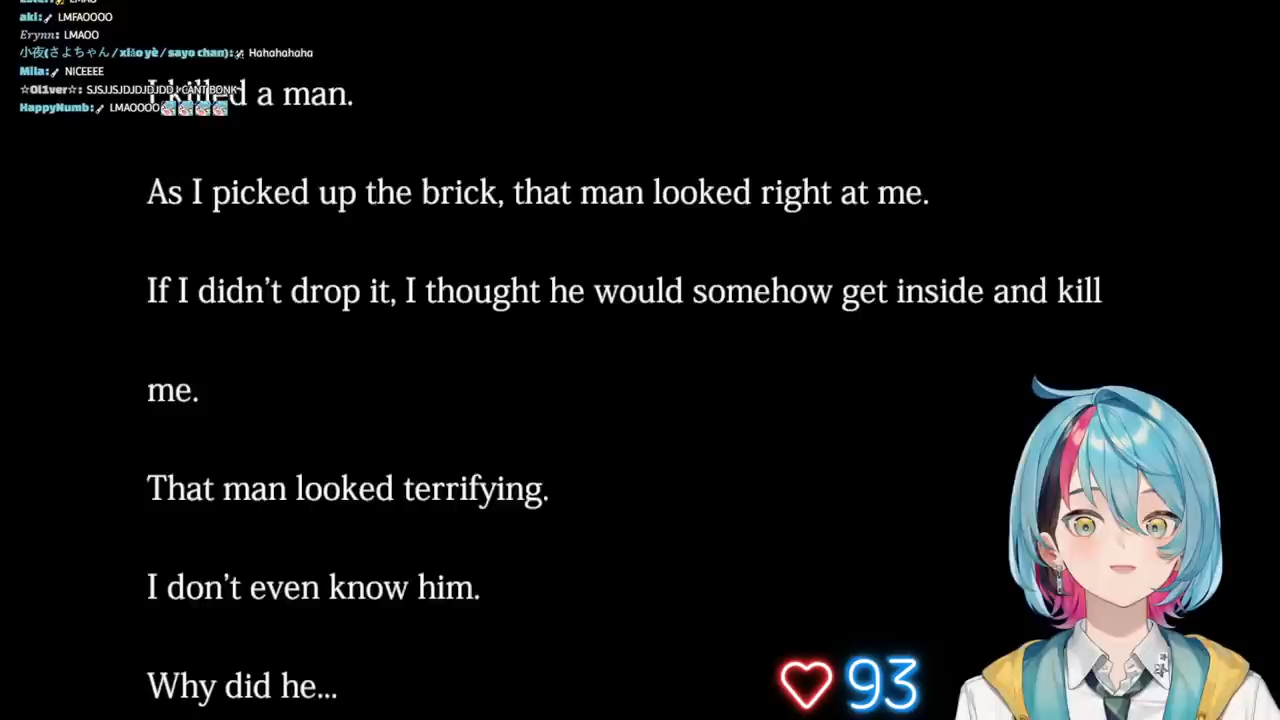 LMAO
aki: LMFAOOOO
Erynn: LMAOO
小夜(さよちゃん/xiǎo yè/sayo chan): Hahahahaha
Mila: NICEEEE
☆Ol1ver☆: SJSJJSJDJDJDJDD I CANT BONK
HappyNumb: LMAOOOO
I killed a man.
As I picked up the brick, that man looked right at me.
If I didn't drop it, I thought he would somehow get inside and kill
me.
That man looked terrifying.
I don't even know him.
Why did he...
93